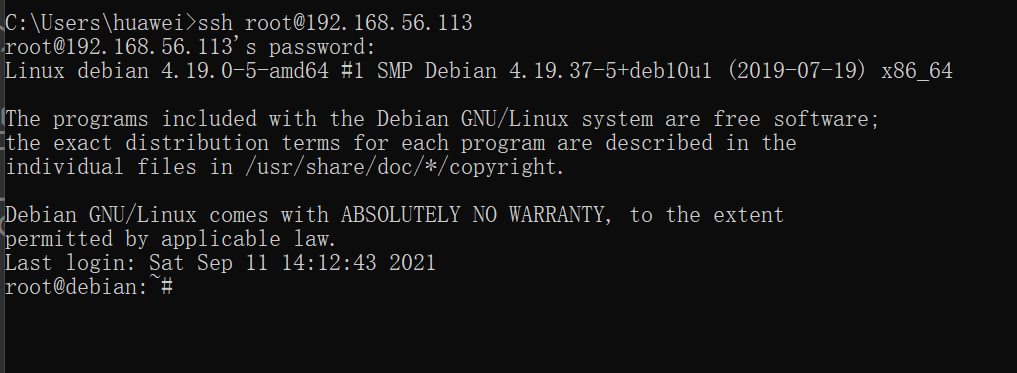 C:\Users\huawei>ssh root@192.168.56.113
root@192.168.56.113's password:
Linux debian 4.19.0-5-amd64 #1 SMP Debian 4.19.37-5+deb10u1 (2019-07-19) x86_64
The programs included with the Debian GNU/Linux system are free software;
the exact distribution terms for each program are described in the
individual files in /usr/share/doc/*/copyright.
Debian GNU/Linux comes with ABSOLUTELY NO WARRANTY, to the extent
permitted by applicable law.
Last login: Sat Sep 11 14:12:43 2021
root@debian:~#